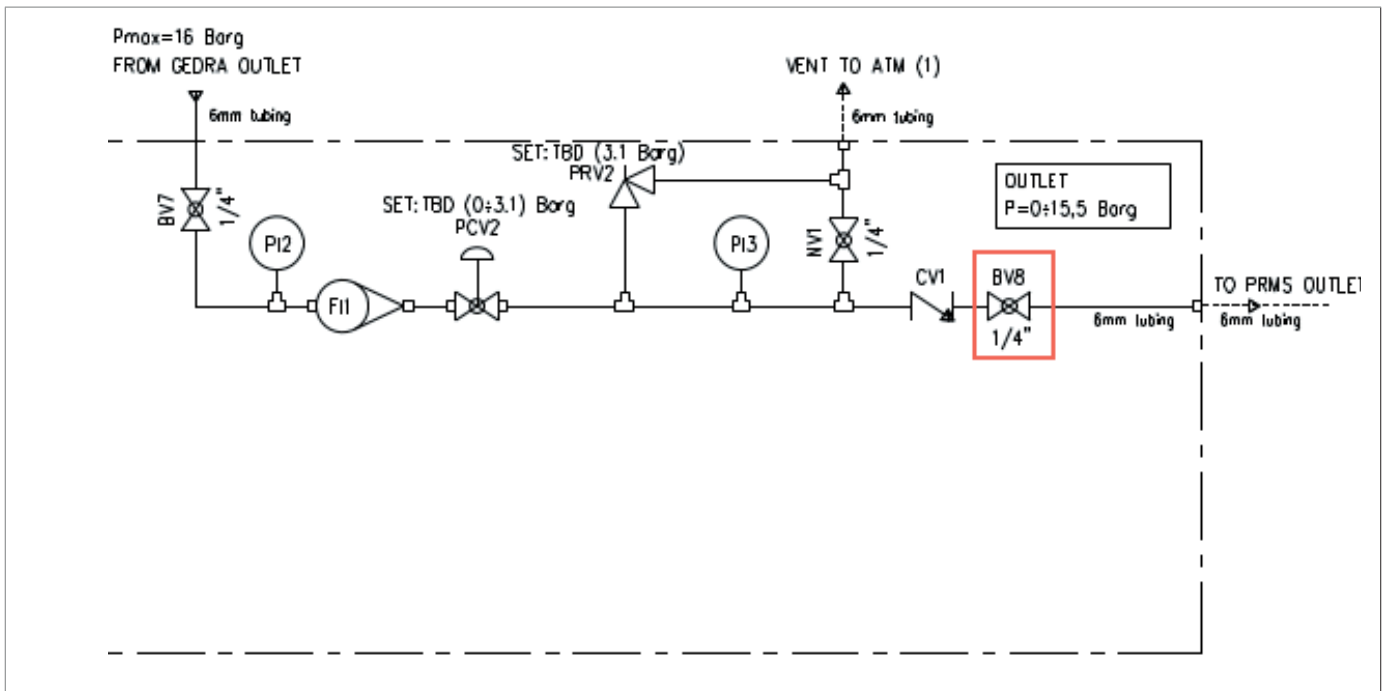 Pmax=16 Barg
FROM GEDRA OUTLET
VENT TO ATM (1)
6mm tubing
6mm tubing
SET:TBD (3.1 Barg)
PRV2
OUTLET
P=0÷15,5 Barg
BV7
1/4"
SET:TBD (0÷3.1) Barg
PCV2
PI2
PI3
NV1
1/4"
CV1
BV8
TO PRMS OUTLET
FI1
1/4"
6mm tubing
6mm tubing